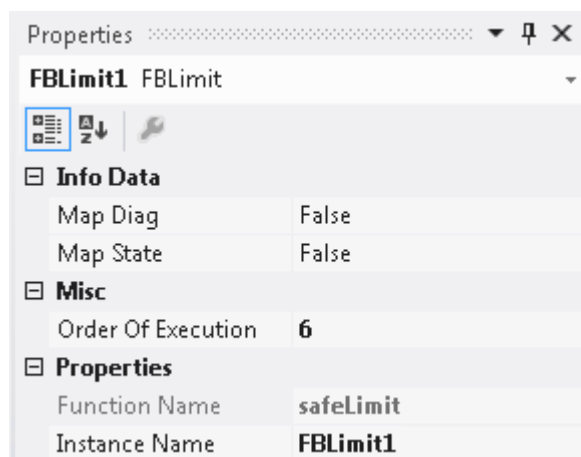 Properties
FBLimit1 FBLimit
Info Data
Map Diag False
Map State False
Misc
Order Of Execution 6
Properties
Function Name safeLimit
Instance Name FBLimit1